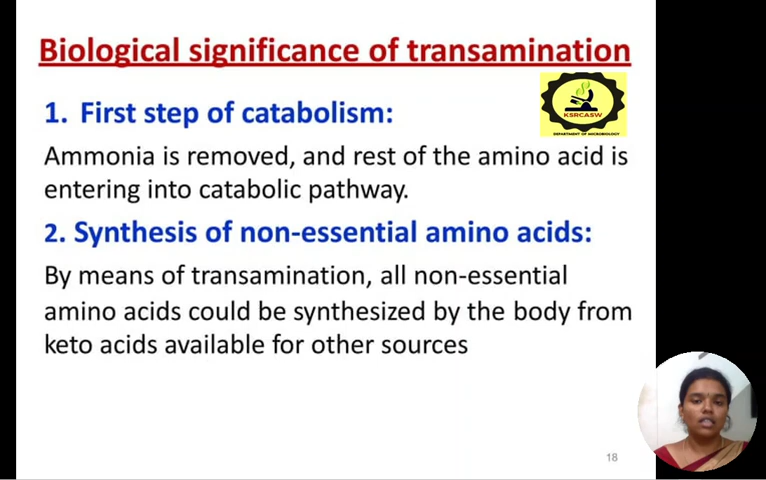 Biological significance of transamination
1. First step of catabolism:
KSRCASW
DEPARTMENT OF MICROBIOLOGY
Ammonia is removed, and rest of the amino acid is
entering into catabolic pathway.
2. Synthesis of non-essential amino acids:
By means of transamination, all non-essential
amino acids could be synthesized by the body from
keto acids available for other sources
18